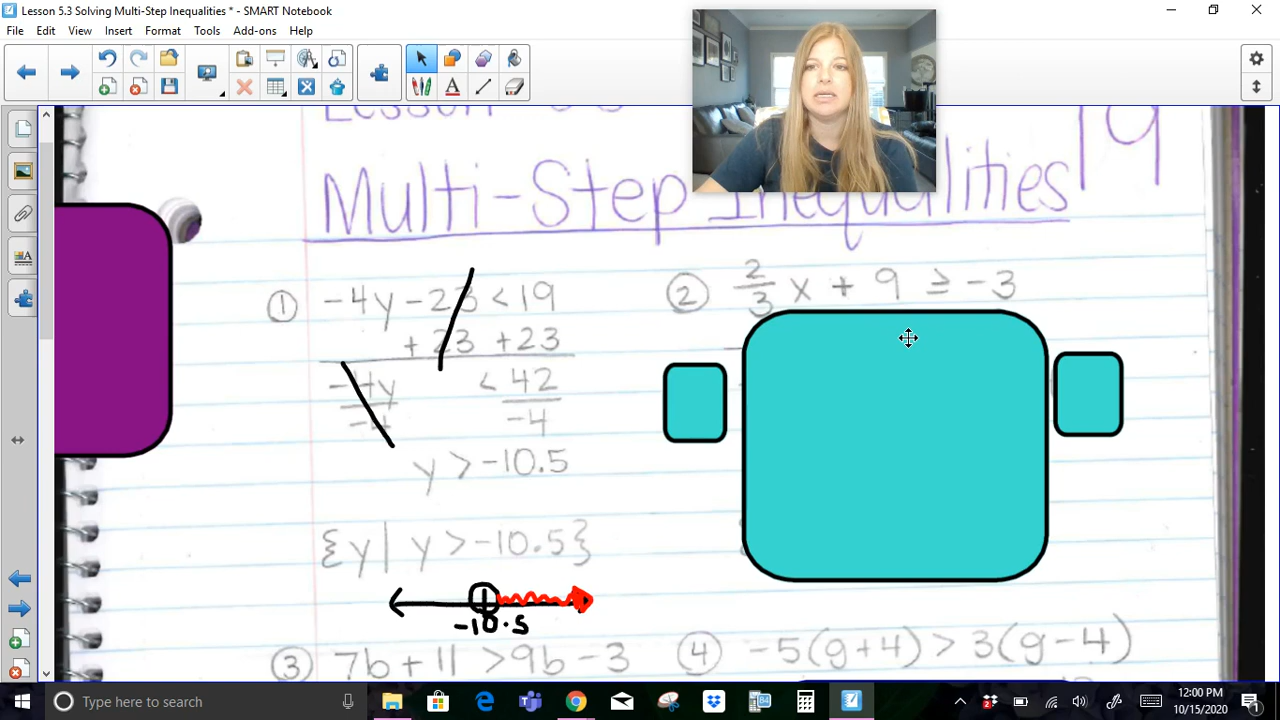 Lesson 5.3 Solving Multi-Step Inequalities * - SMART Notebook
File Edit View Insert Format Tools Add-ons Help
Lesson
19
Multi-Step Inequalities
① -4y - 23 < 19
+ 23 +23
-4y < 42
-4 -4
y > -10.5
{y| y > -10.5}
-10.5
② 2/3 x + 9 ≥ -3
③ 7b + 11 > 9b - 3
④ -5(g+4) > 3(g-4)
Type here to search
12:00 PM
10/15/2020